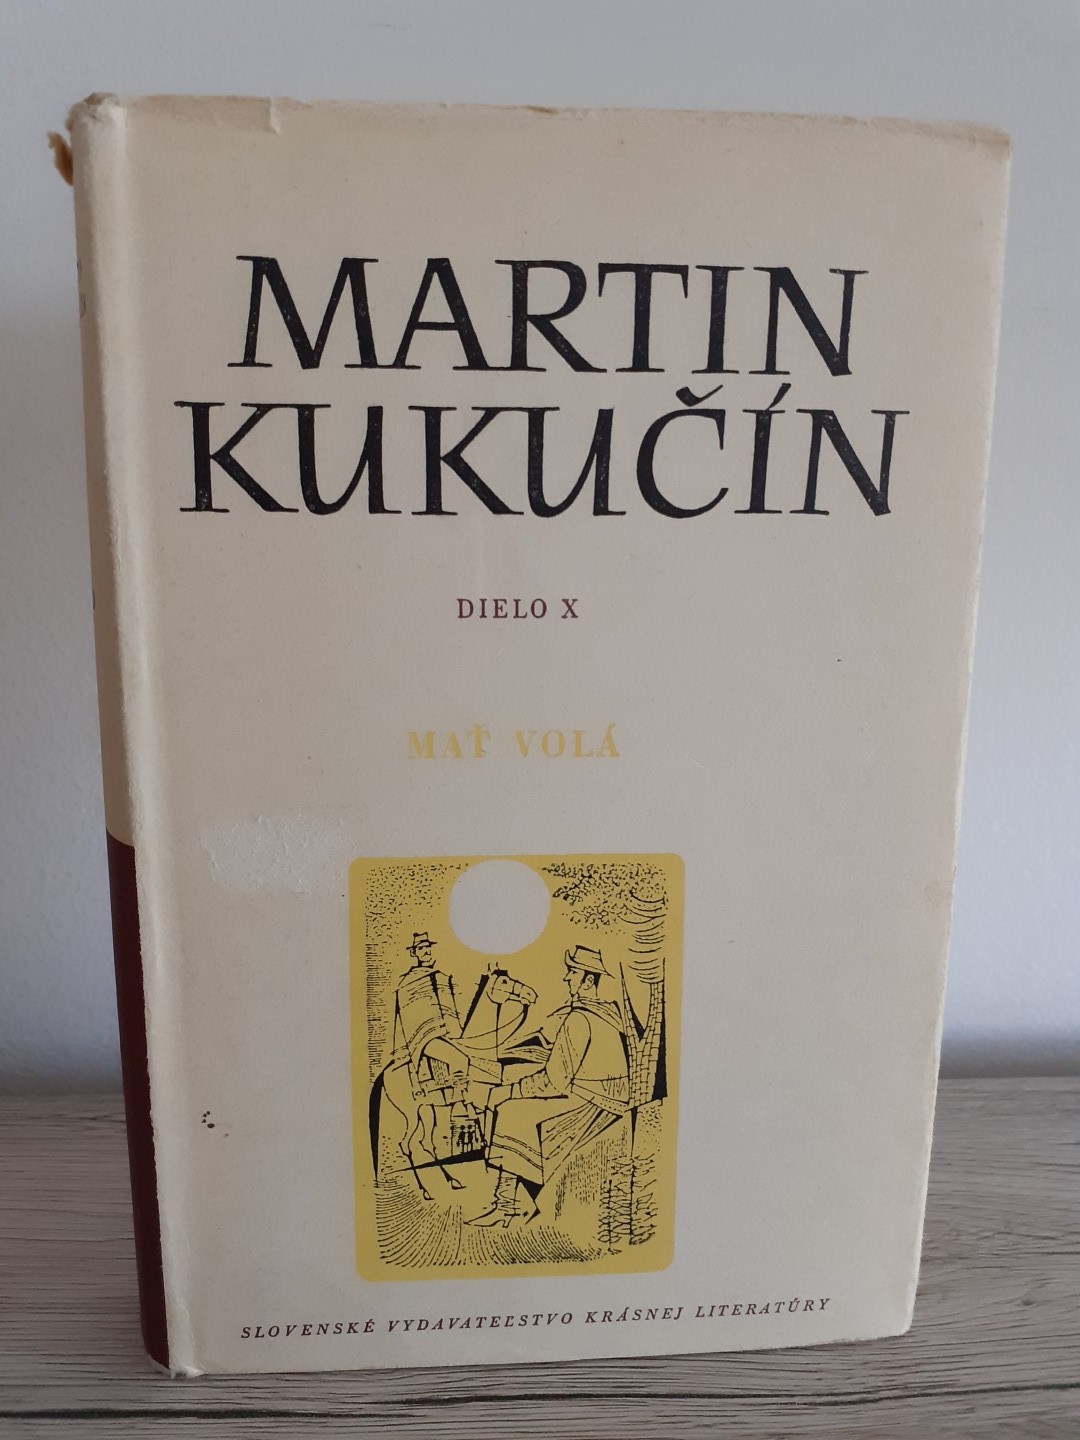 MARTIN
KUKUČÍN
DIELO X
MAŤ VOLÁ
SLOVENSKÉ VYDAVATEĽSTVO KRÁSNEJ LITERATÚRY